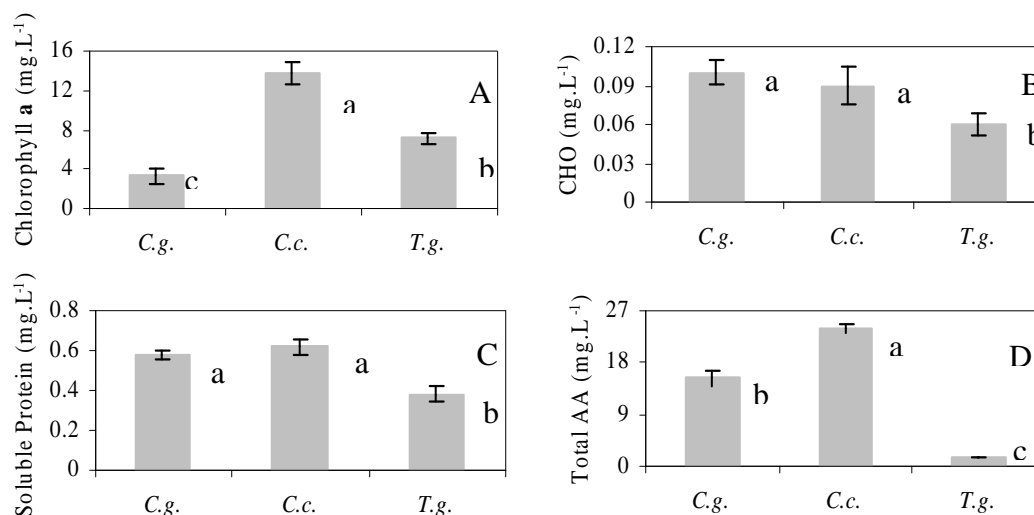 Chlorophyll a (mg.L-1)
16
12
8
4
0
A
a
b
c
C.g.
C.c.
T.g.
CHO (mg.L-1)
0.12
0.09
0.06
0.03
0
B
a
a
b
C.g.
C.c.
T.g.
Soluble Protein (mg.L-1)
0.8
0.6
0.4
0.2
0
C
a
a
b
C.g.
C.c.
T.g.
Total AA (mg.L-1)
27
18
9
0
D
a
b
c
C.g.
C.c.
T.g.